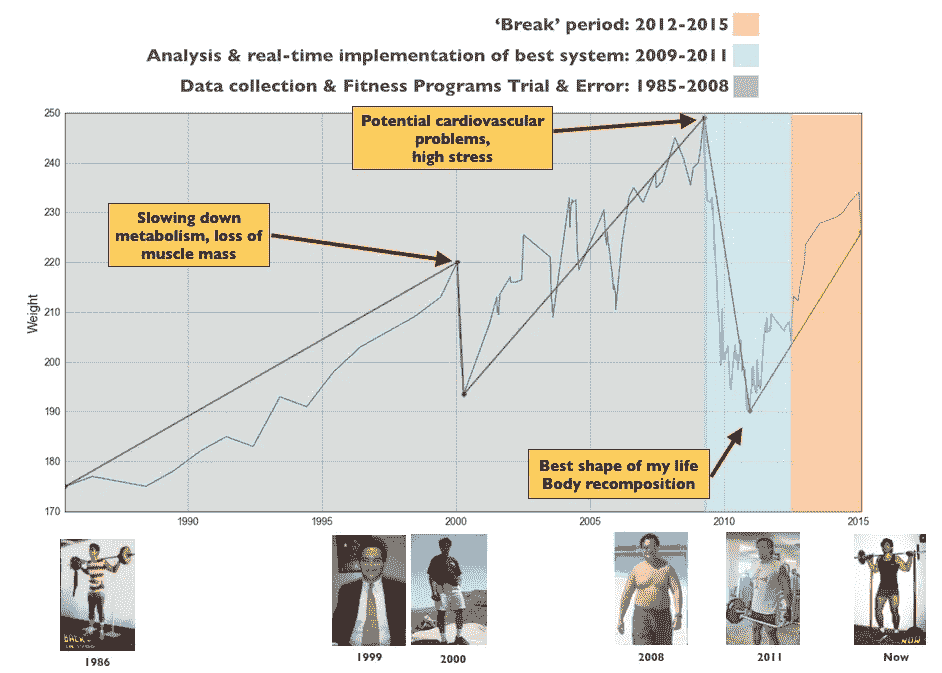 ‘Break’ period: 2012-2015
Analysis & real-time implementation of best system: 2009-2011
Data collection & Fitness Programs Trial & Error: 1985-2008
250
240
230
220
210
200
190
180
170
Weight
Potential cardiovascular
problems,
high stress
Slowing down
metabolism, loss of
muscle mass
Best shape of my life
Body recomposition
1990
1995
2000
2005
2010
2015
BACK
NOW
1986
1999
2000
2008
2011
Now